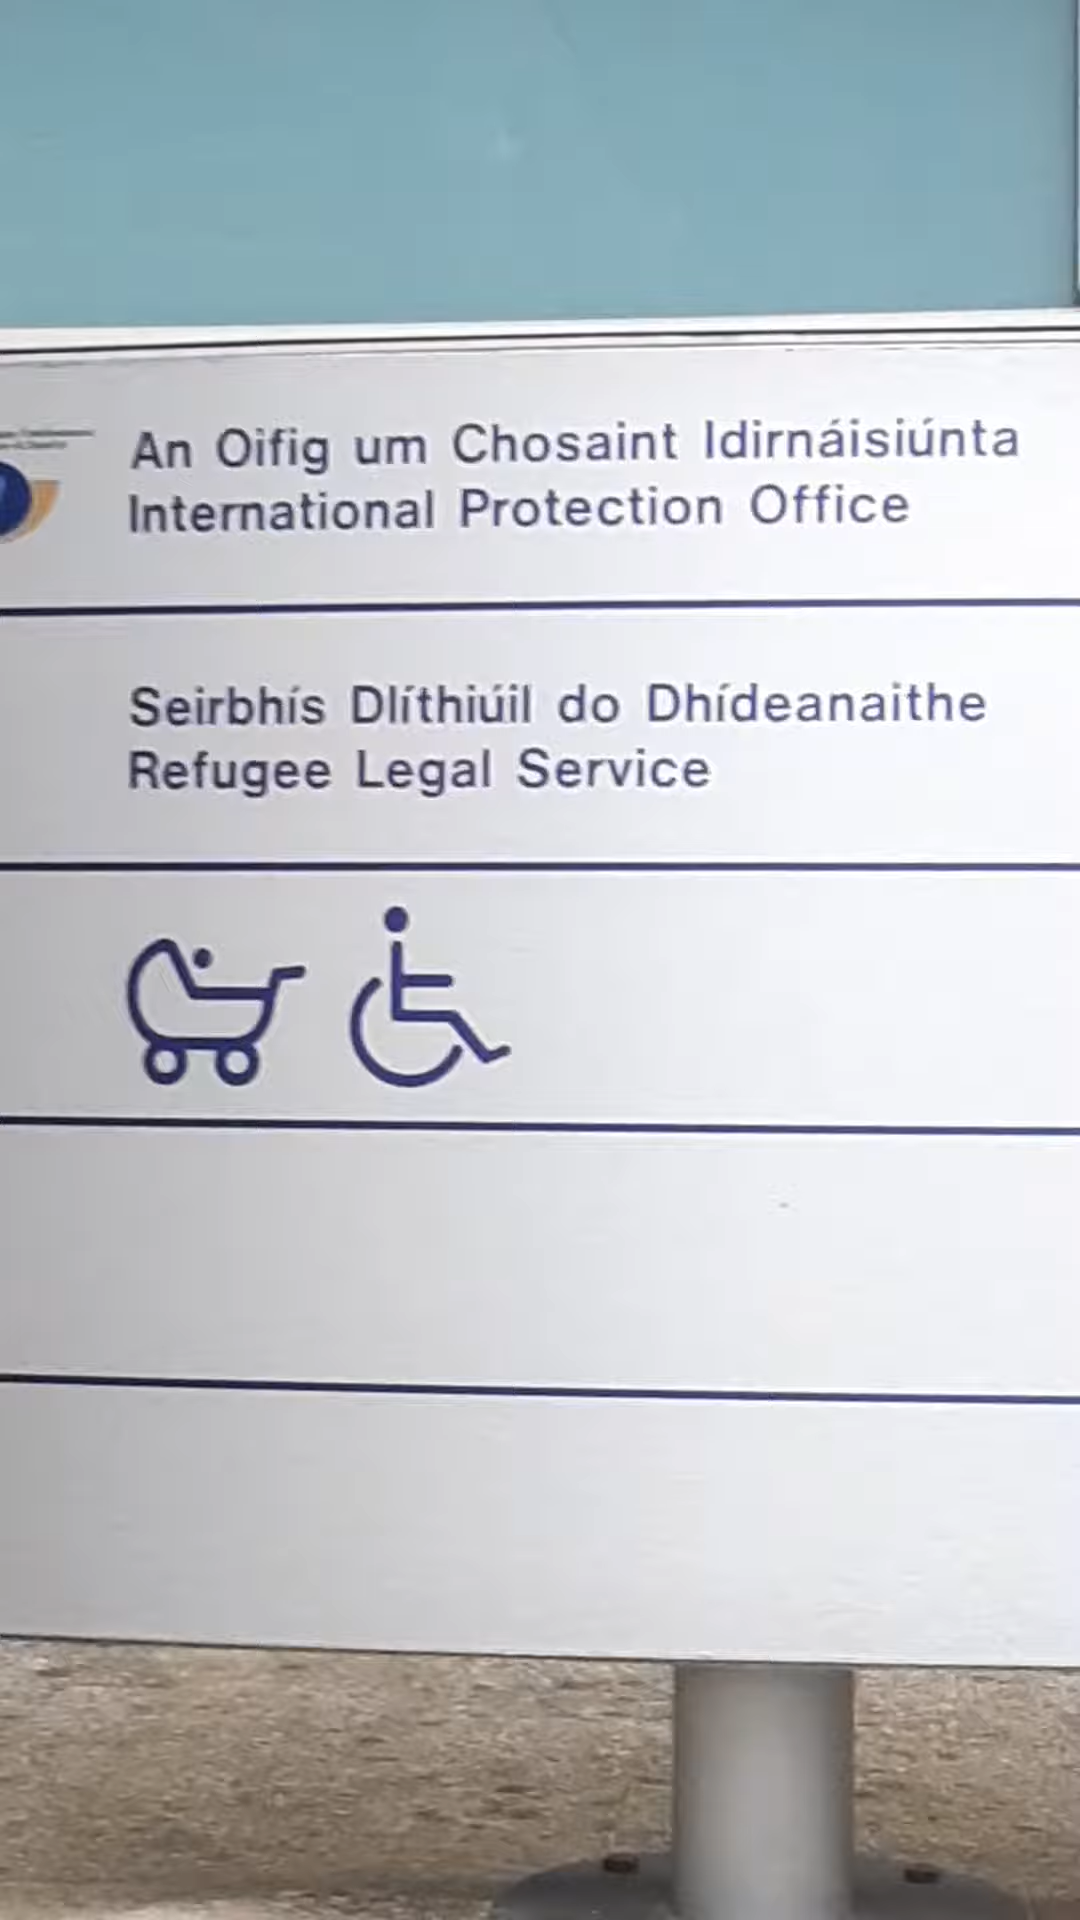 An Oifig um Chosaint Idirnáisiúnta
International Protection Office
Seirbhís Dlíthiúil do Dhídeanaithe
Refugee Legal Service